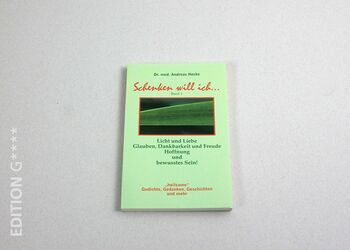 Dr. med. Andreas Hecke
Schenken will ich...
Band 1
Licht und Liebe
Glauben, Dankbarkeit und Freude
Hoffnung
und
bewusstes Sein!
"heilsame"
Gedichte, Gedanken, Geschichten
und mehr
EDITION G****